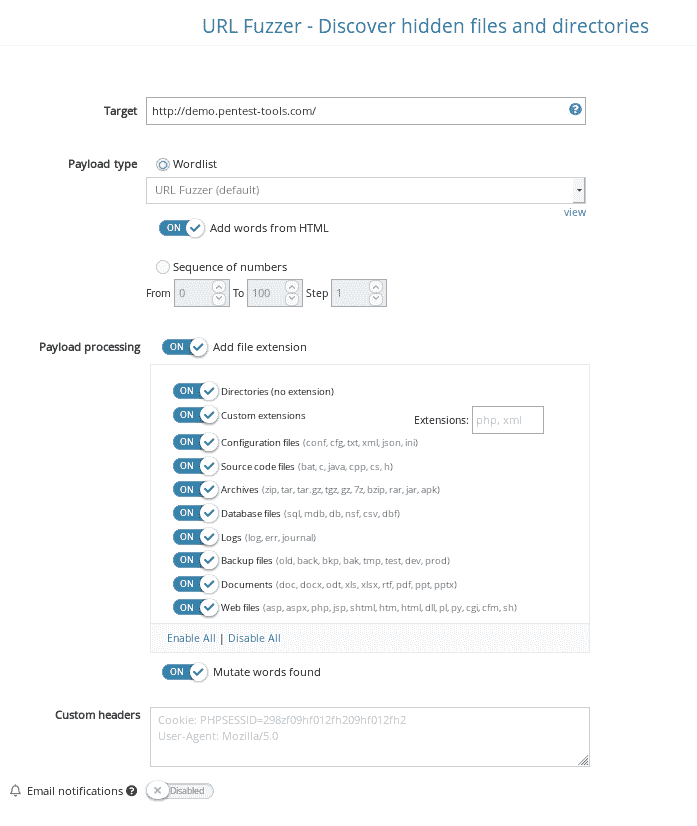 URL Fuzzer - Discover hidden files and directories
Target http://demo.pentest-tools.com/ ?
Payload type Wordlist
URL Fuzzer (default)
view
ON Add words from HTML
Sequence of numbers
From 0 To 100 Step 1
Payload processing ON Add file extension
ON Directories (no extension)
ON Custom extensions Extensions: php, xml
ON Configuration files (conf, cfg, txt, xml, json, ini)
ON Source code files (bat, c, java, cpp, cs, h)
ON Archives (zip, tar, tar.gz, tgz, gz, 7z, bzip, rar, jar, apk)
ON Database files (sql, mdb, db, nsf, csv, dbf)
ON Logs (log, err, journal)
ON Backup files (old, back, bkp, bak, tmp, test, dev, prod)
ON Documents (doc, docx, odt, xls, xlsx, rtf, pdf, ppt, pptx)
ON Web files (asp, aspx, php, jsp, shtml, htm, html, dll, pl, py, cgi, cfm, sh)
Enable All | Disable All
ON Mutate words found
Custom headers Cookie: PHPSESSID=298zf09hf012fh209hf012fh2
User-Agent: Mozilla/5.0
Email notifications ? Disabled